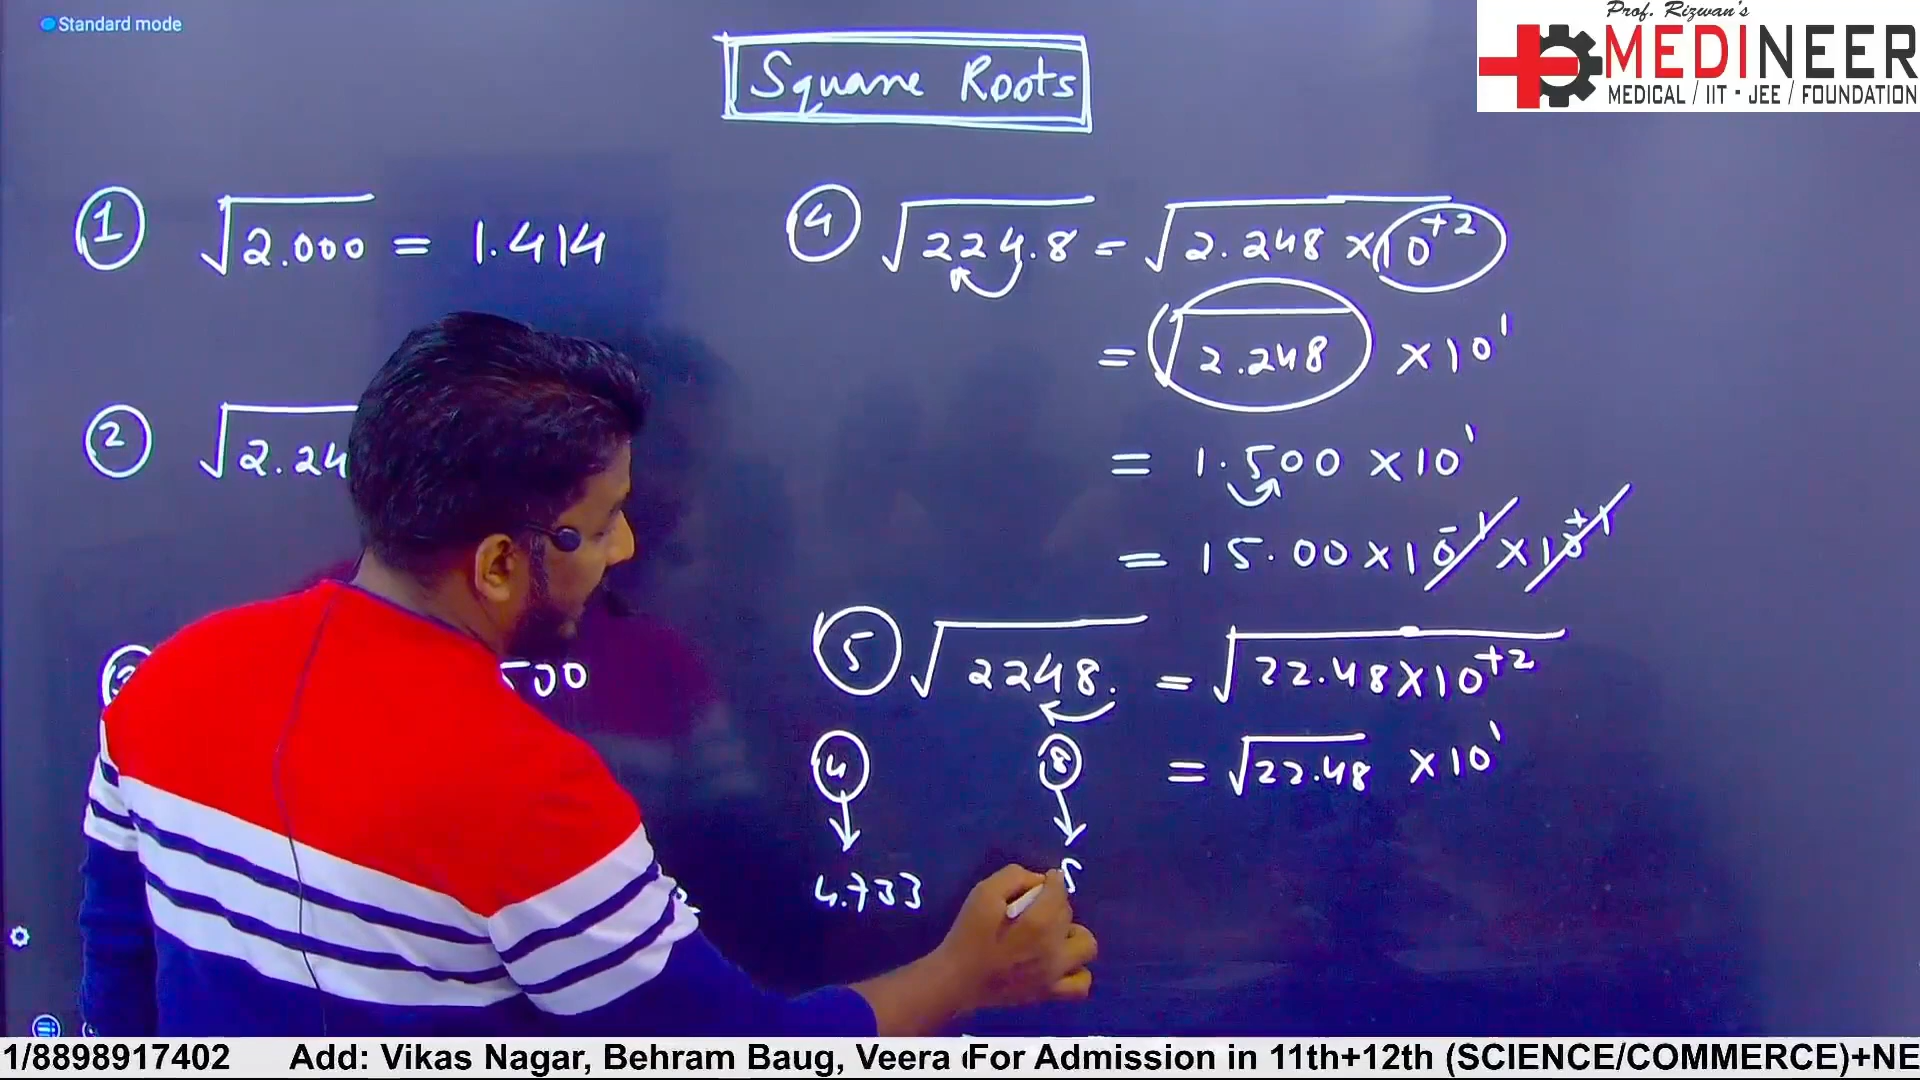 Standard mode
Prof. Rizwan's
MEDINEER
MEDICAL / IIT - JEE / FOUNDATION
Square Roots
① √2.000 = 1.414
② √2.24
500
④ √224.8 = √2.248 × 10⁺²
= √2.248 × 10¹
= 1.500 × 10¹
= 15.00 × 10⁻¹ × 10⁺¹
⑤ √2248. = √22.48 × 10⁺²
= √22.48 × 10¹
④ ⑧
4.733 5
1/8898917402 Add: Vikas Nagar, Behram Baug, Veera For Admission in 11th+12th (SCIENCE/COMMERCE)+NE